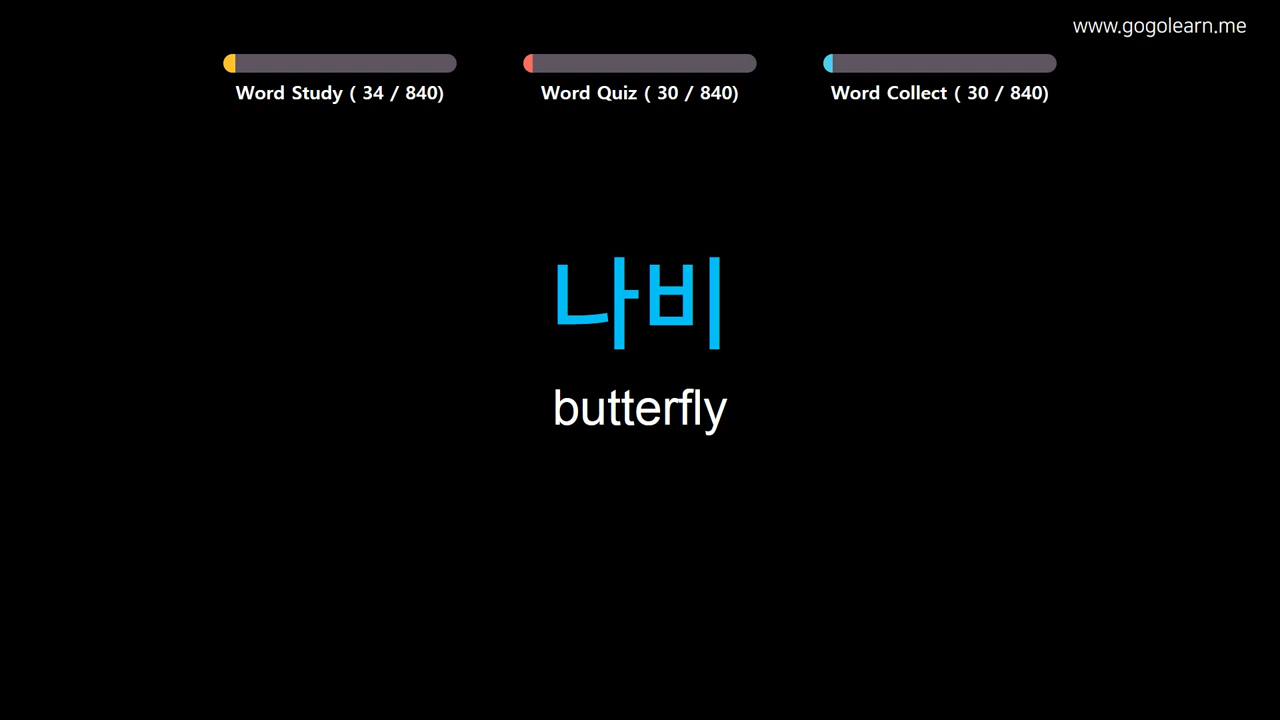 www.gogolearn.me
Word Study ( 34 / 840)
Word Quiz ( 30 / 840)
Word Collect ( 30 / 840)
나비
butterfly